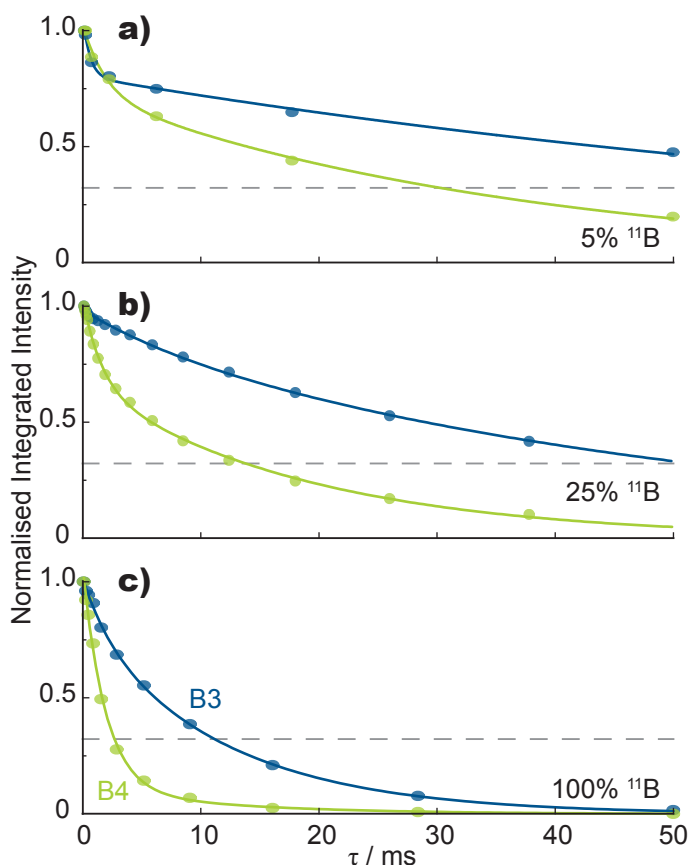 Normalised Integrated Intensity
a)
1.0
0.5
0
5% ¹¹B
b)
1.0
0.5
0
25% ¹¹B
c)
1.0
0.5
0
B3
B4
100% ¹¹B
0 10 20 30 40 50
τ / ms